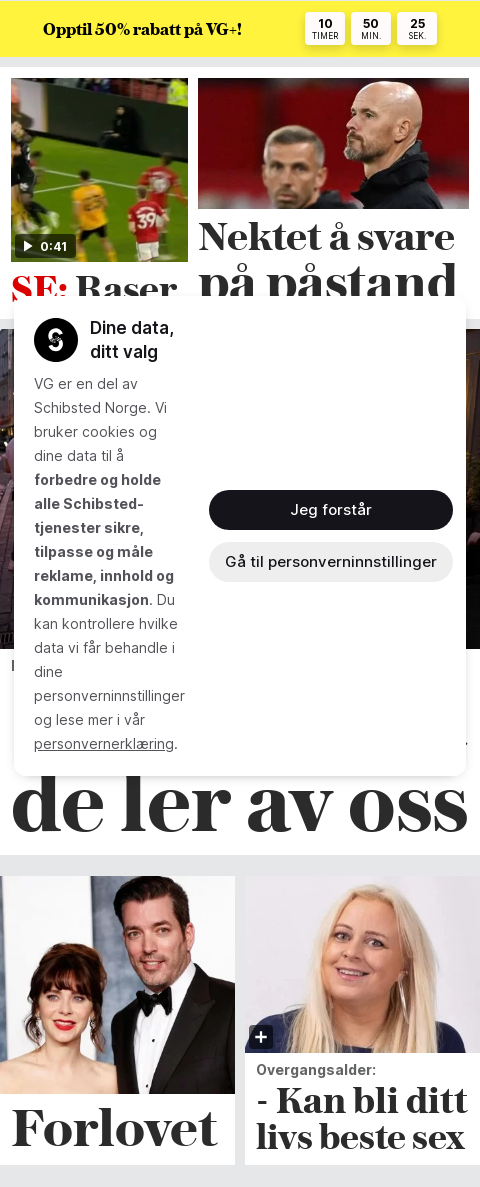 Opptil 50% rabatt på VG+!
10 50 25
TIMER MIN. SEK.
39
0:41
SE: Raser
Nektet å svare
på påstand
Dine data,
ditt valg
VG er en del av
Schibsted Norge. Vi
bruker cookies og
dine data til å
forbedre og holde
alle Schibsted-
tjenester sikre,
tilpasse og måle
reklame, innhold og
kommunikasjon. Du
kan kontrollere hvilke
data vi får behandle i
dine
personverninnstillinger
og lese mer i vår
personvernerklæring.
Jeg forstår
Gå til personverninnstillinger
de ler av oss
Forlovet
Overgangsalder:
- Kan bli ditt
livs beste sex